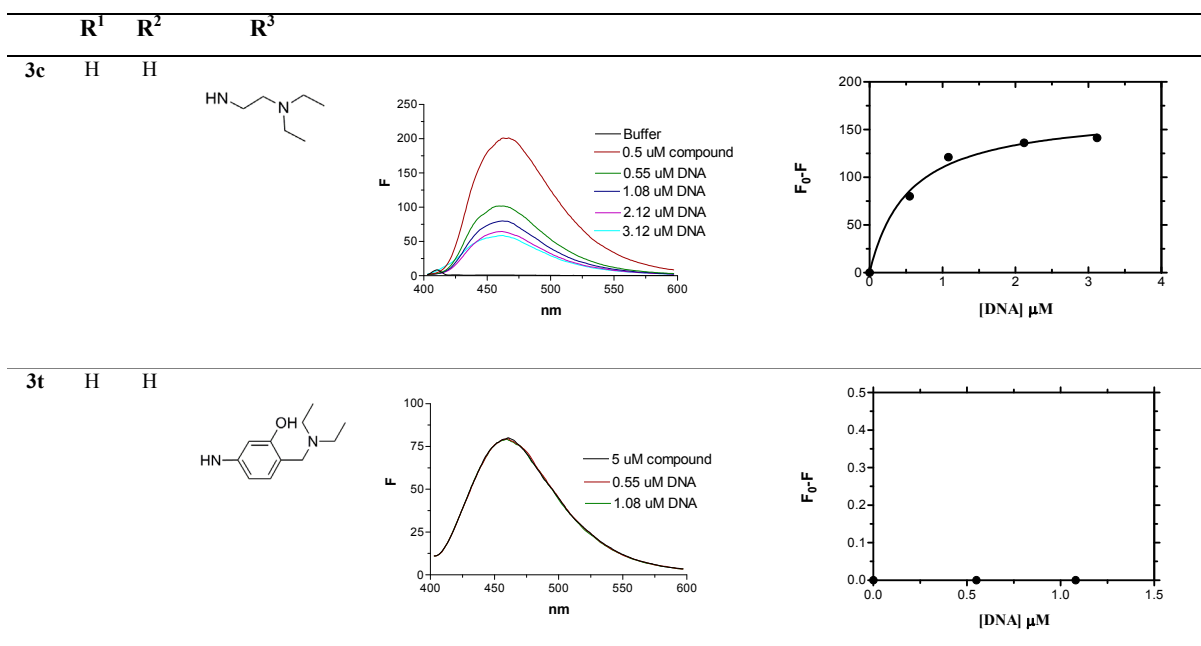 R¹ R² R³
3c H H
HN
N
250
200
150
100
50
0
400 450 500 550 600
F
nm
Buffer
0.5 uM compound
0.55 uM DNA
1.08 uM DNA
2.12 uM DNA
3.12 uM DNA
200
150
100
50
0
0 1 2 3 4
F₀-F
[DNA] µM
3t H H
OH
N
HN
100
75
50
25
0
400 450 500 550 600
F
nm
5 uM compound
0.55 uM DNA
1.08 uM DNA
0.5
0.4
0.3
0.2
0.1
0.0
0.0 0.5 1.0 1.5
F₀-F
[DNA] µM